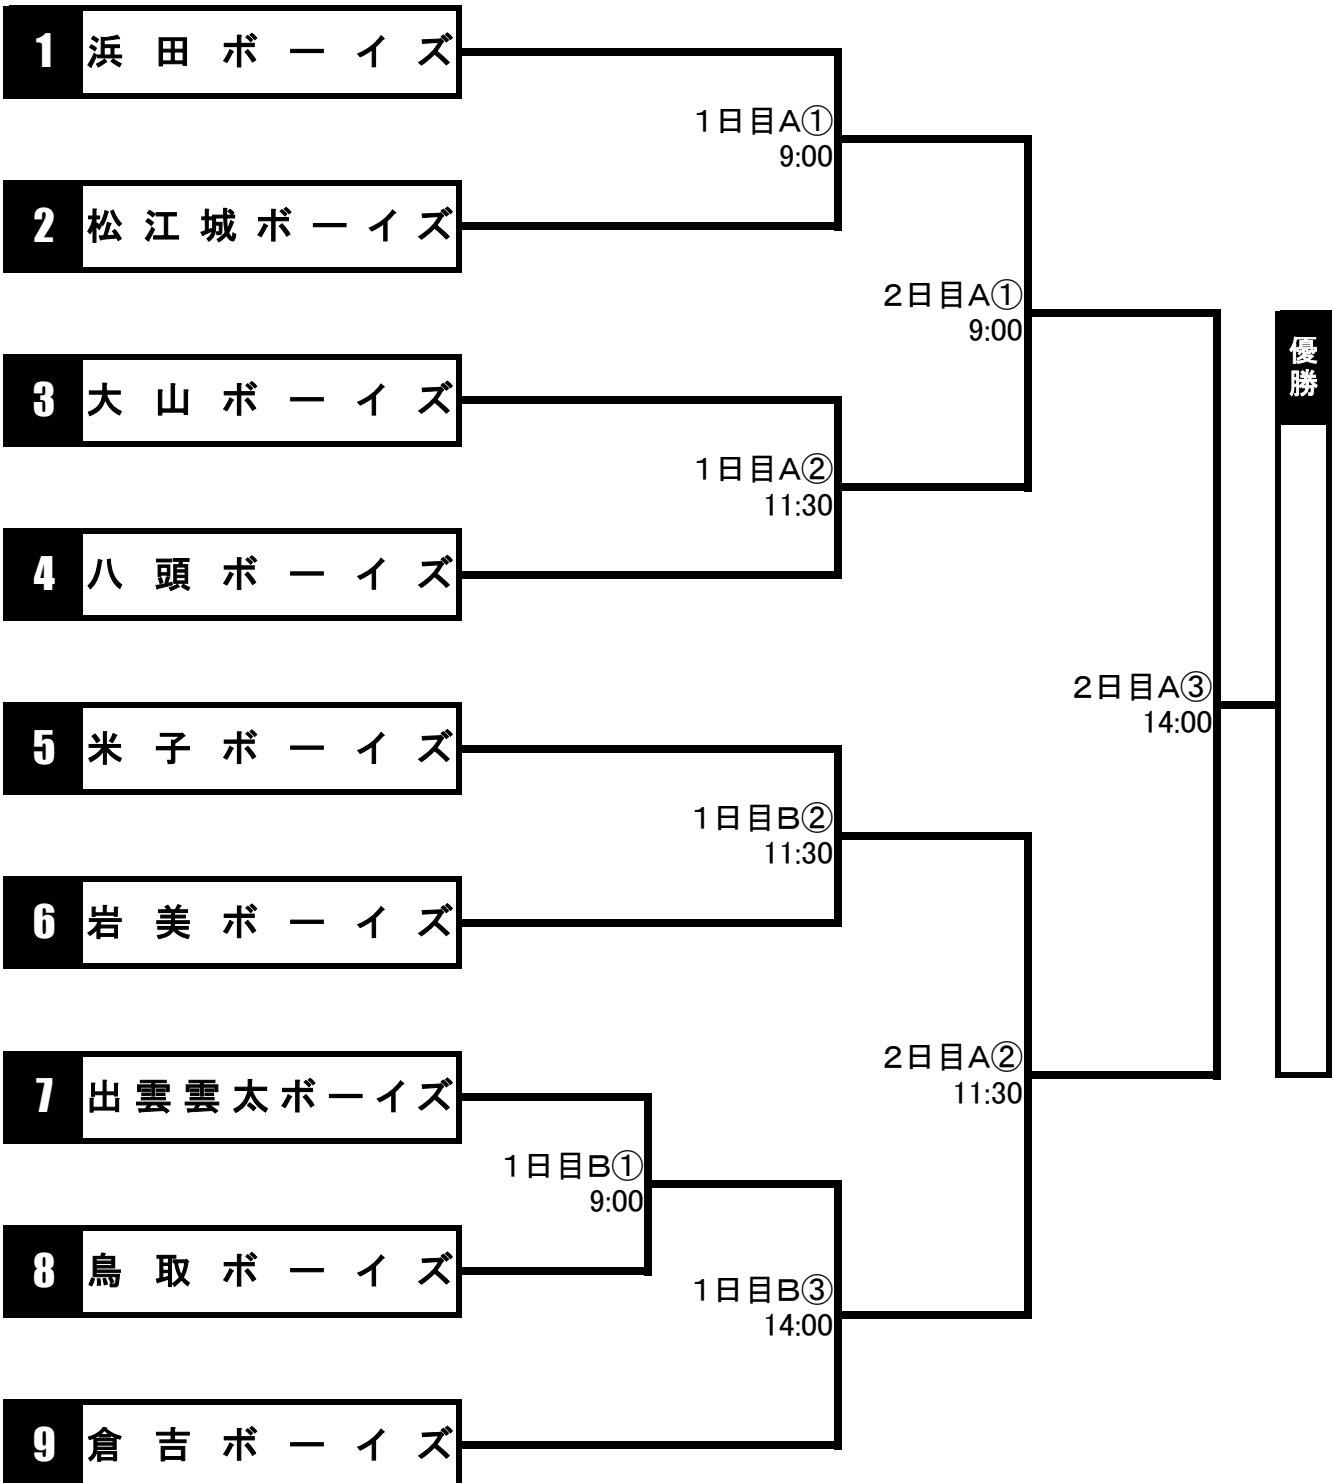 1 浜田ボーイズ
1日目A①
9:00
2 松江城ボーイズ
2日目A①
9:00
優勝
3 大山ボーイズ
1日目A②
11:30
4 八頭ボーイズ
2日目A③
14:00
5 米子ボーイズ
1日目B②
11:30
6 岩美ボーイズ
2日目A②
11:30
7 出雲雲太ボーイズ
1日目B①
9:00
8 鳥取ボーイズ
1日目B③
14:00
9 倉吉ボーイズ